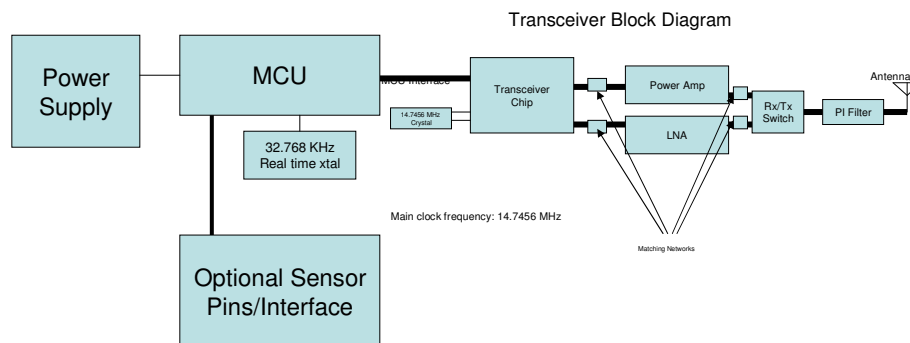 Transceiver Block Diagram
Power
Supply
MCU
MCU Interface
Transceiver
Chip
Power Amp
Antenna
14.7456 MHz
Crystal
Rx/Tx
Switch
PI Filter
LNA
32.768 KHz
Real time xtal
Main clock frequency: 14.7456 MHz
Matching Networks
Optional Sensor
Pins/Interface